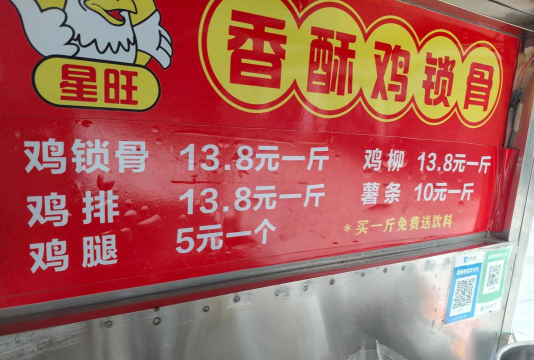 星旺
香酥鸡锁骨
鸡锁骨 13.8元一斤 鸡柳 13.8元一斤
鸡排 13.8元一斤 薯条 10元一斤
鸡腿 5元一个 *买一斤免费送饮料